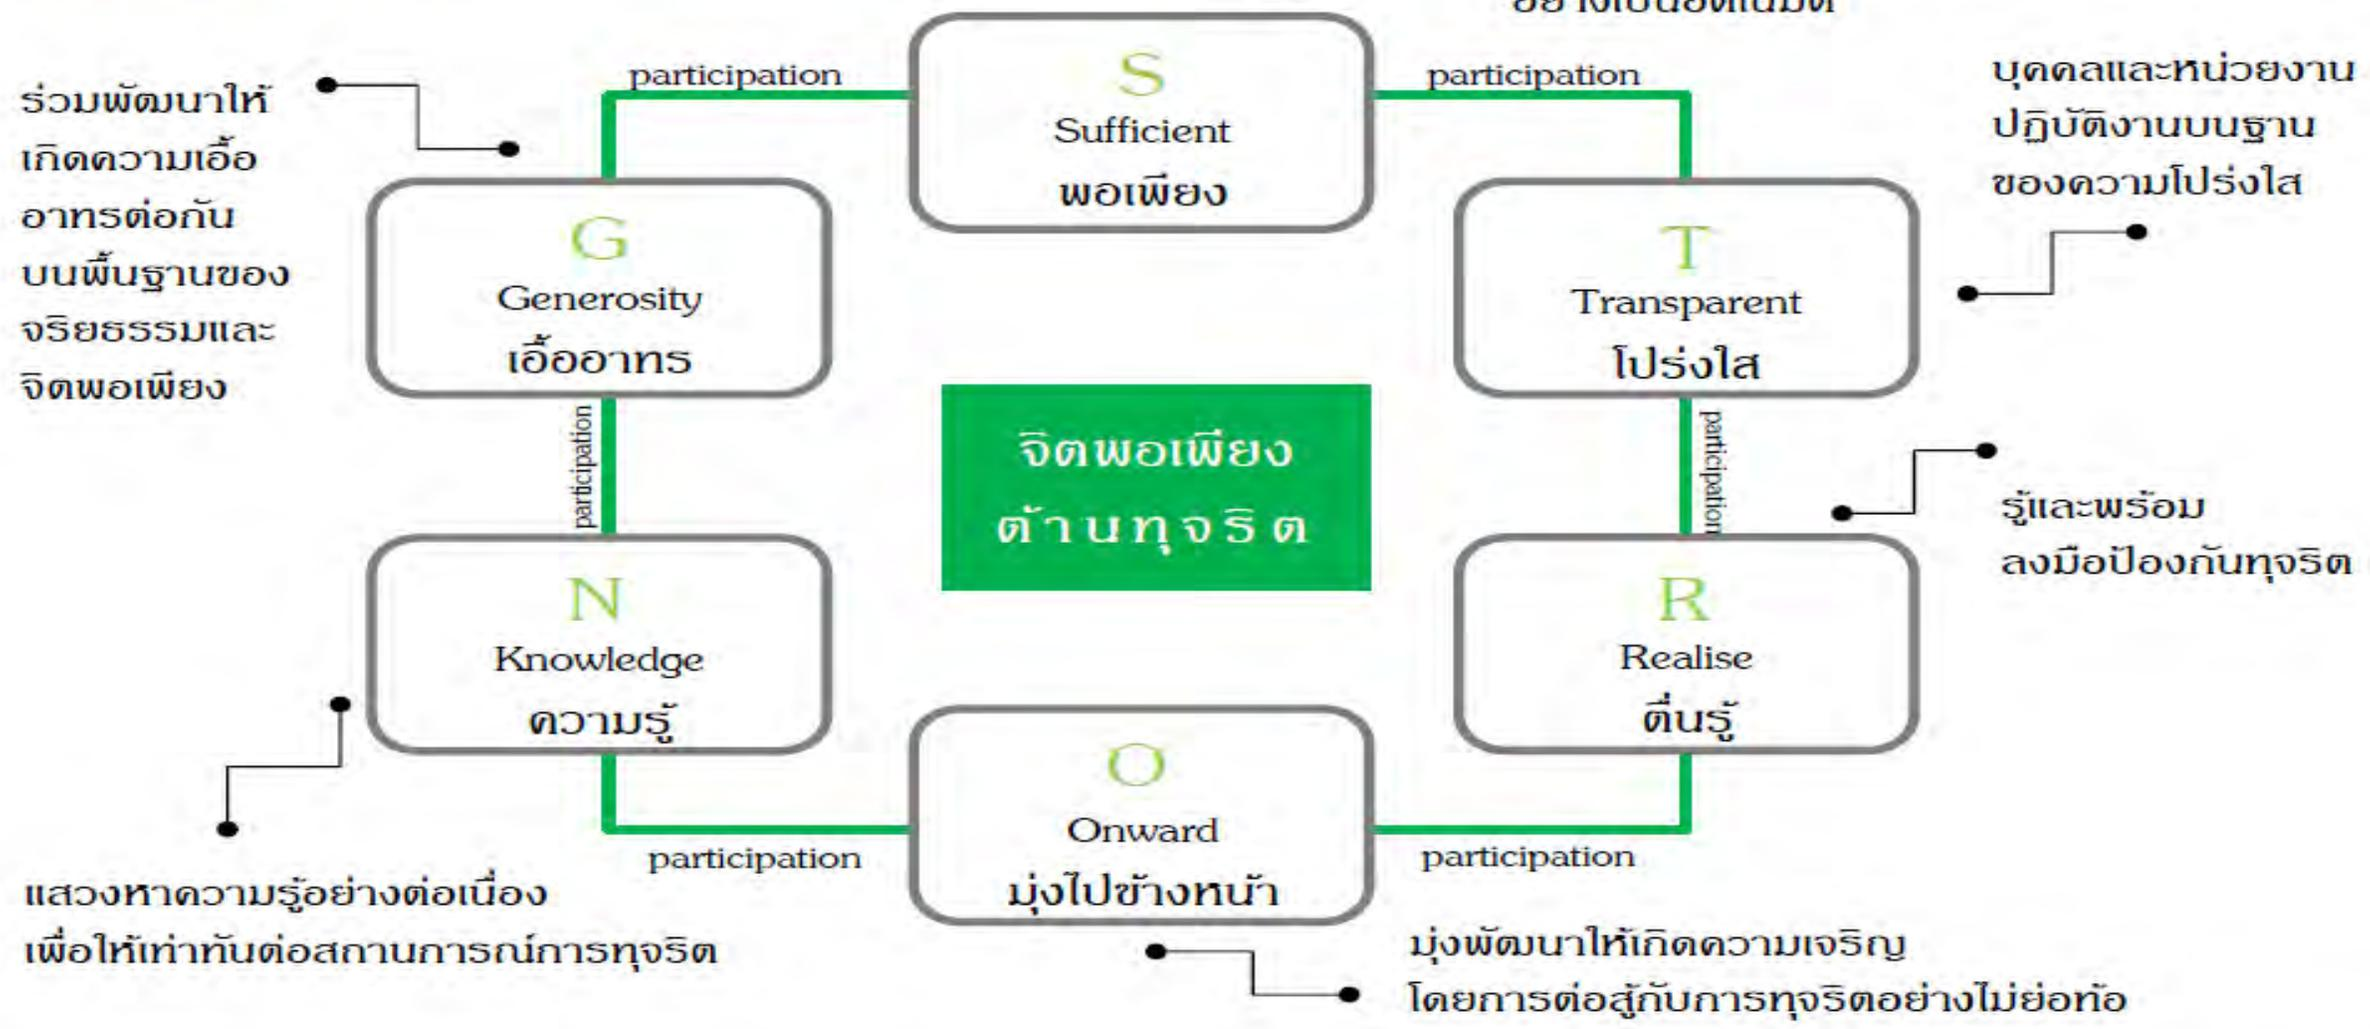 participation
S
Sufficient
พอเพียง
participation
ร่วมพัฒนาให้
เกิดความเอื้อ
อาทรต่อกัน
บนพื้นฐานของ
จริยธรรมและ
จิตพอเพียง
บุคคลและหน่วยงาน
ปฏิบัติงานบนฐาน
ของความโปร่งใส
G
Generosity
เอื้ออาทร
T
Transparent
โปร่งใส
participation
จิตพอเพียง
ต้านทุจริต
participation
รู้และพร้อม
ลงมือป้องกันทุจริต
N
Knowledge
ความรู้
R
Realise
ตื่นรู้
O
Onward
มุ่งไปข้างหน้า
participation
participation
แสวงหาความรู้อย่างต่อเนื่อง
เพื่อให้เท่าทันต่อสถานการณ์การทุจริต
มุ่งพัฒนาให้เกิดความเจริญ
โดยการต่อสู้กับการทุจริตอย่างไม่ย่อท้อ